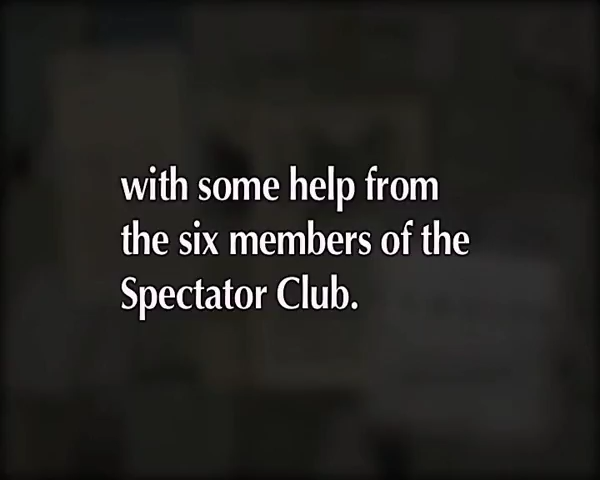 with some help from
the six members of the
Spectator Club.